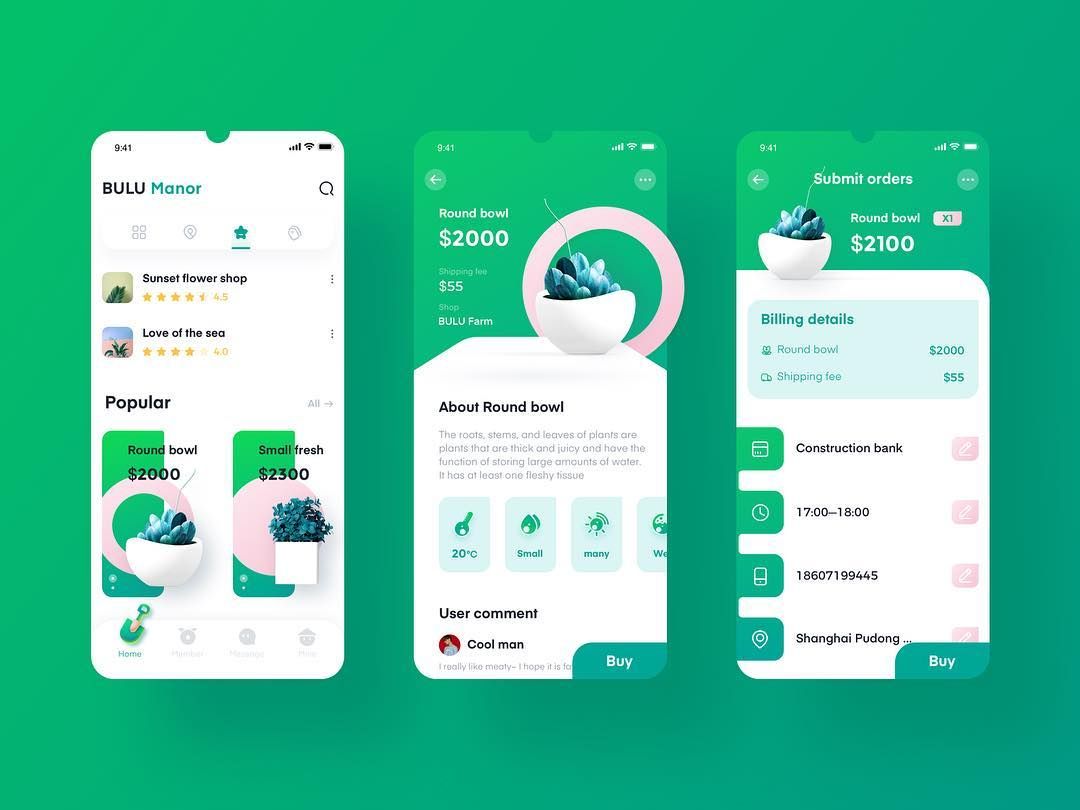 9:41
BULU Manor
Sunset flower shop
4.5
Love of the sea
4.0
Popular
All →
Round bowl
$2000
Small fresh
$2300
Home
Member
Message
Mine
9:41
Round bowl
$2000
Shipping fee
$55
Shop
BULU Farm
About Round bowl
The roots, stems, and leaves of plants are
plants that are thick and juicy and have the
function of storing large amounts of water.
It has at least one fleshy tissue
20°C
Small
many
We
User comment
Cool man
I really like meaty~ I hope it is fo
Buy
9:41
Submit orders
Round bowl
X1
$2100
Billing details
Round bowl
$2000
Shipping fee
$55
Construction bank
17:00—18:00
18607199445
Shanghai Pudong ...
Buy